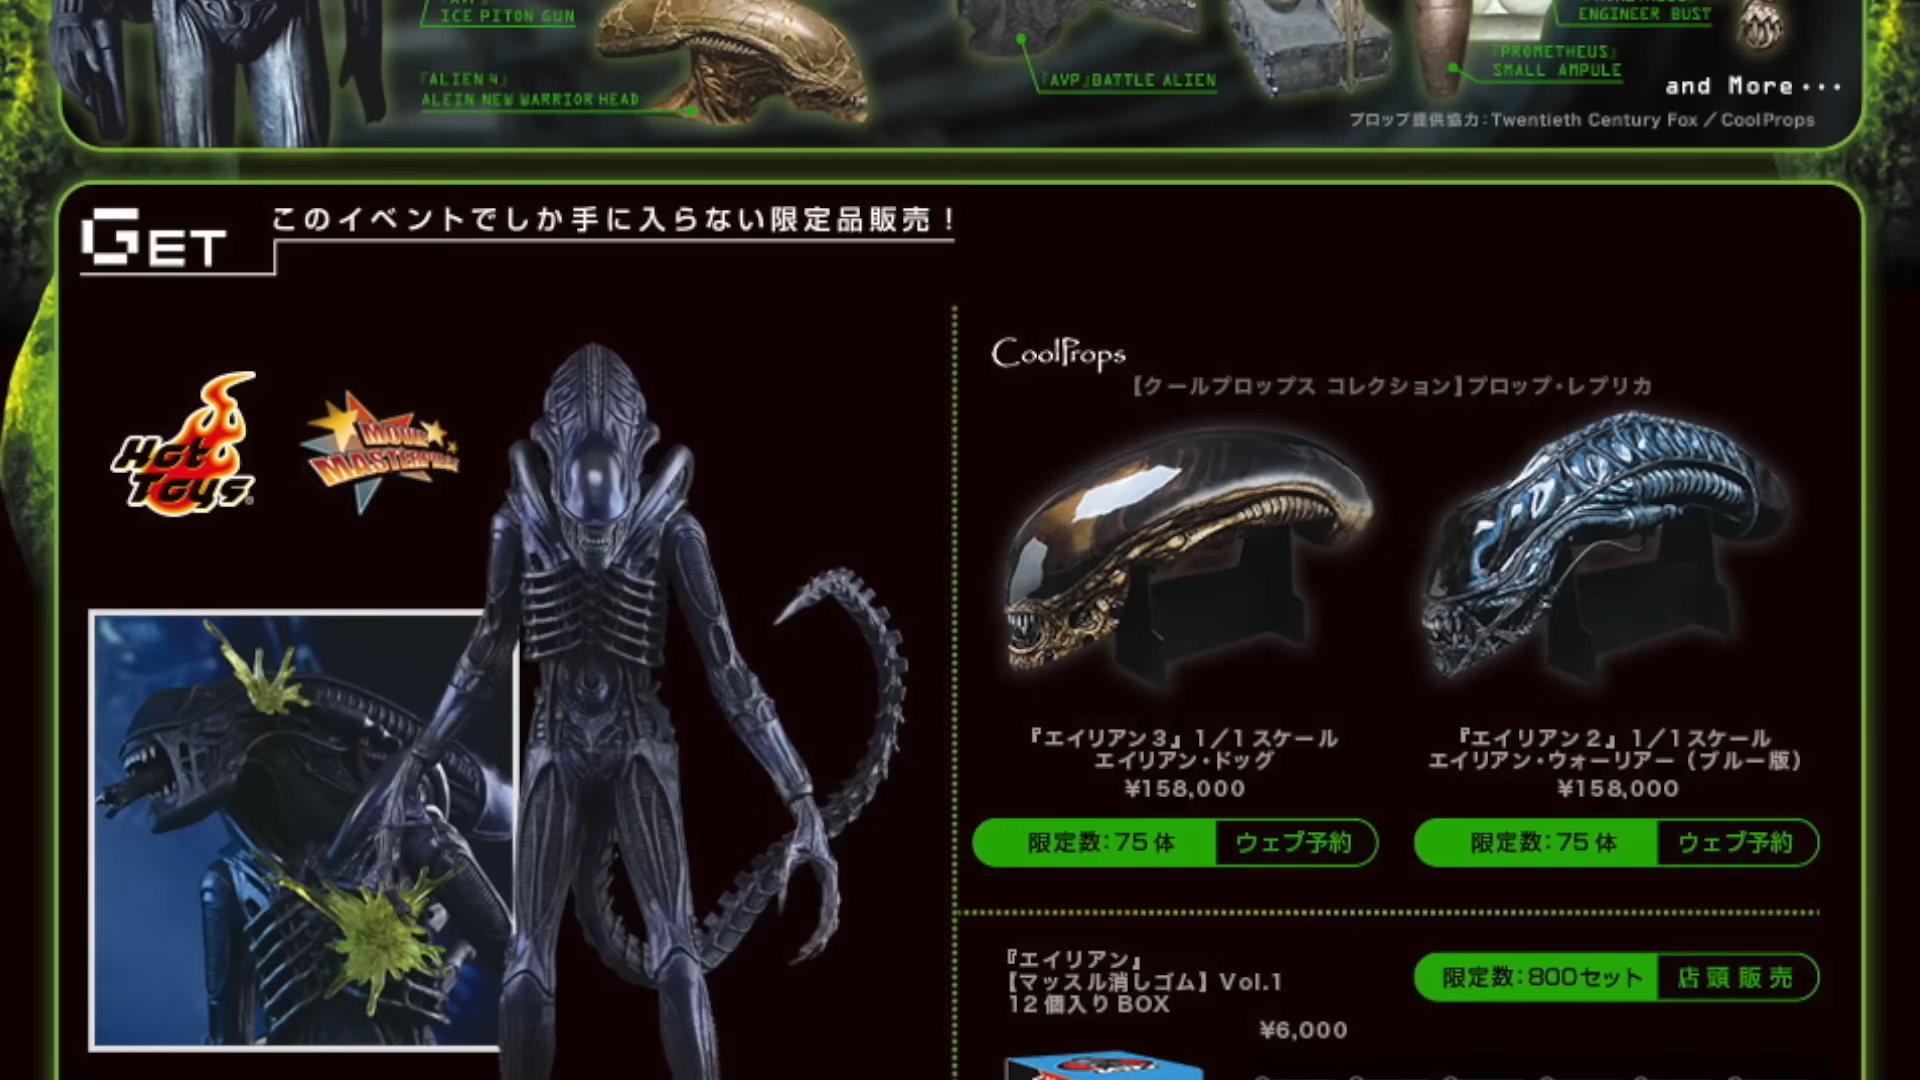 ICE PITON GUN
『ALIEN 4』
ALEIN NEW WARRIOR HEAD
『AVP』BATTLE ALIEN
ENGINEER BUST
『PROMETHEUS』
SMALL AMPULE
and More・・・
プロップ提供協力：Twentieth Century Fox／CoolProps
GET
このイベントでしか手に入らない限定品販売！
HOT TOYS
MOVIE MASTERPIECE
CoolProps
【クールプロップス コレクション】プロップ・レプリカ
『エイリアン３』１／１スケール
エイリアン・ドッグ
¥158,000
限定数：75体 ウェブ予約
『エイリアン２』１／１スケール
エイリアン・ウォーリアー（ブルー版）
¥158,000
限定数：75体 ウェブ予約
『エイリアン』
【マッスル消しゴム】Vol.1
12個入りBOX
¥6,000
限定数：800セット 店頭販売